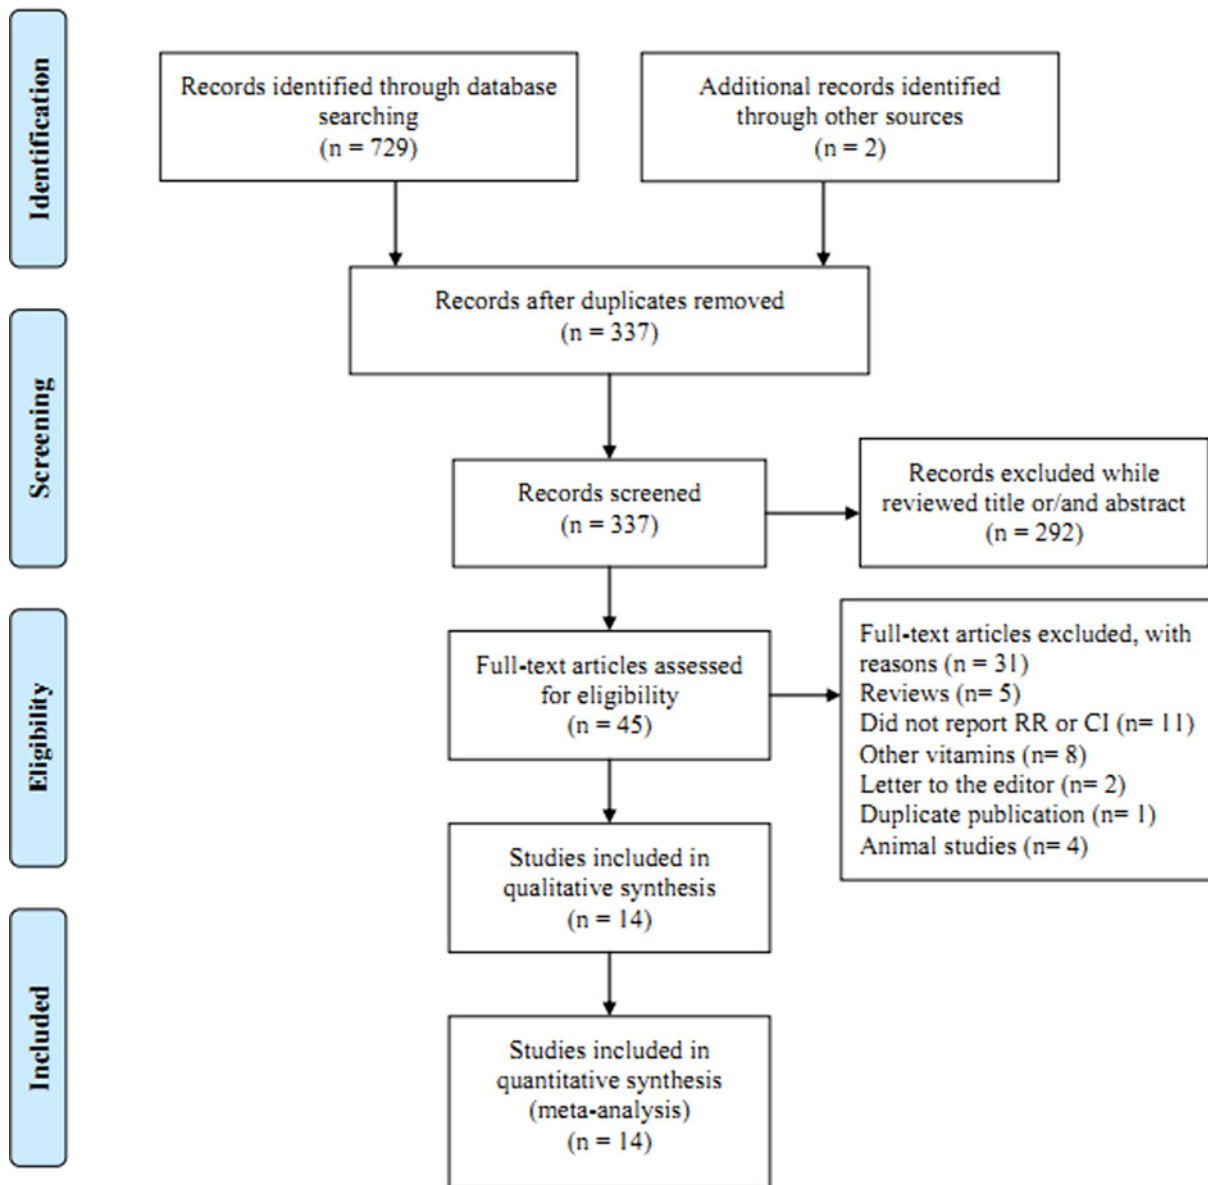 Identification
Records identified through database
searching
(n = 729)
Additional records identified
through other sources
(n = 2)
Records after duplicates removed
(n = 337)
Screening
Records screened
(n = 337)
Records excluded while
reviewed title or/and abstract
(n = 292)
Eligibility
Full-text articles assessed
for eligibility
(n = 45)
Full-text articles excluded, with
reasons (n = 31)
Reviews (n= 5)
Did not report RR or CI (n= 11)
Other vitamins (n= 8)
Letter to the editor (n= 2)
Duplicate publication (n= 1)
Animal studies (n= 4)
Studies included in
qualitative synthesis
(n = 14)
Included
Studies included in
quantitative synthesis
(meta-analysis)
(n = 14)